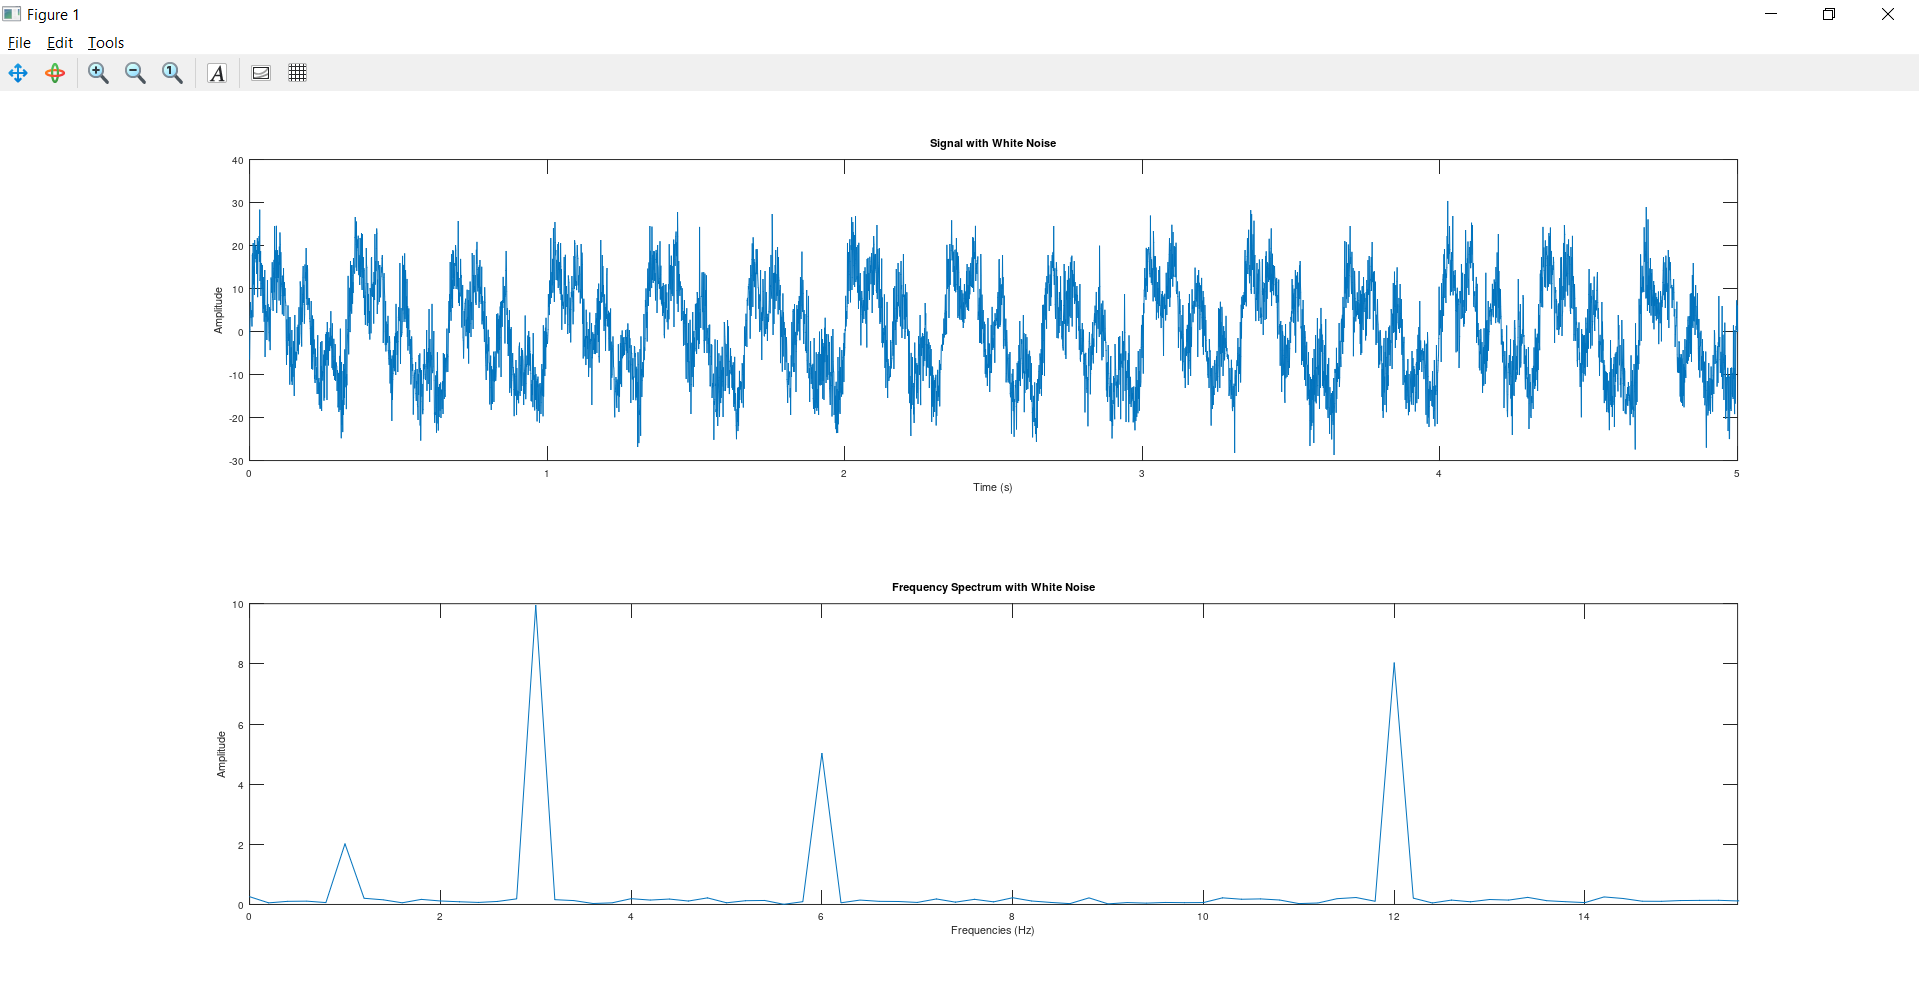 Figure 1
File Edit Tools
1 A
Signal with White Noise
40
30
20
10
0
-10
-20
-30
Amplitude
0 1 2 3 4 5
Time (s)
Frequency Spectrum with White Noise
10
8
6
4
2
0
Amplitude
0 2 4 6 8 10 12 14
Frequencies (Hz)